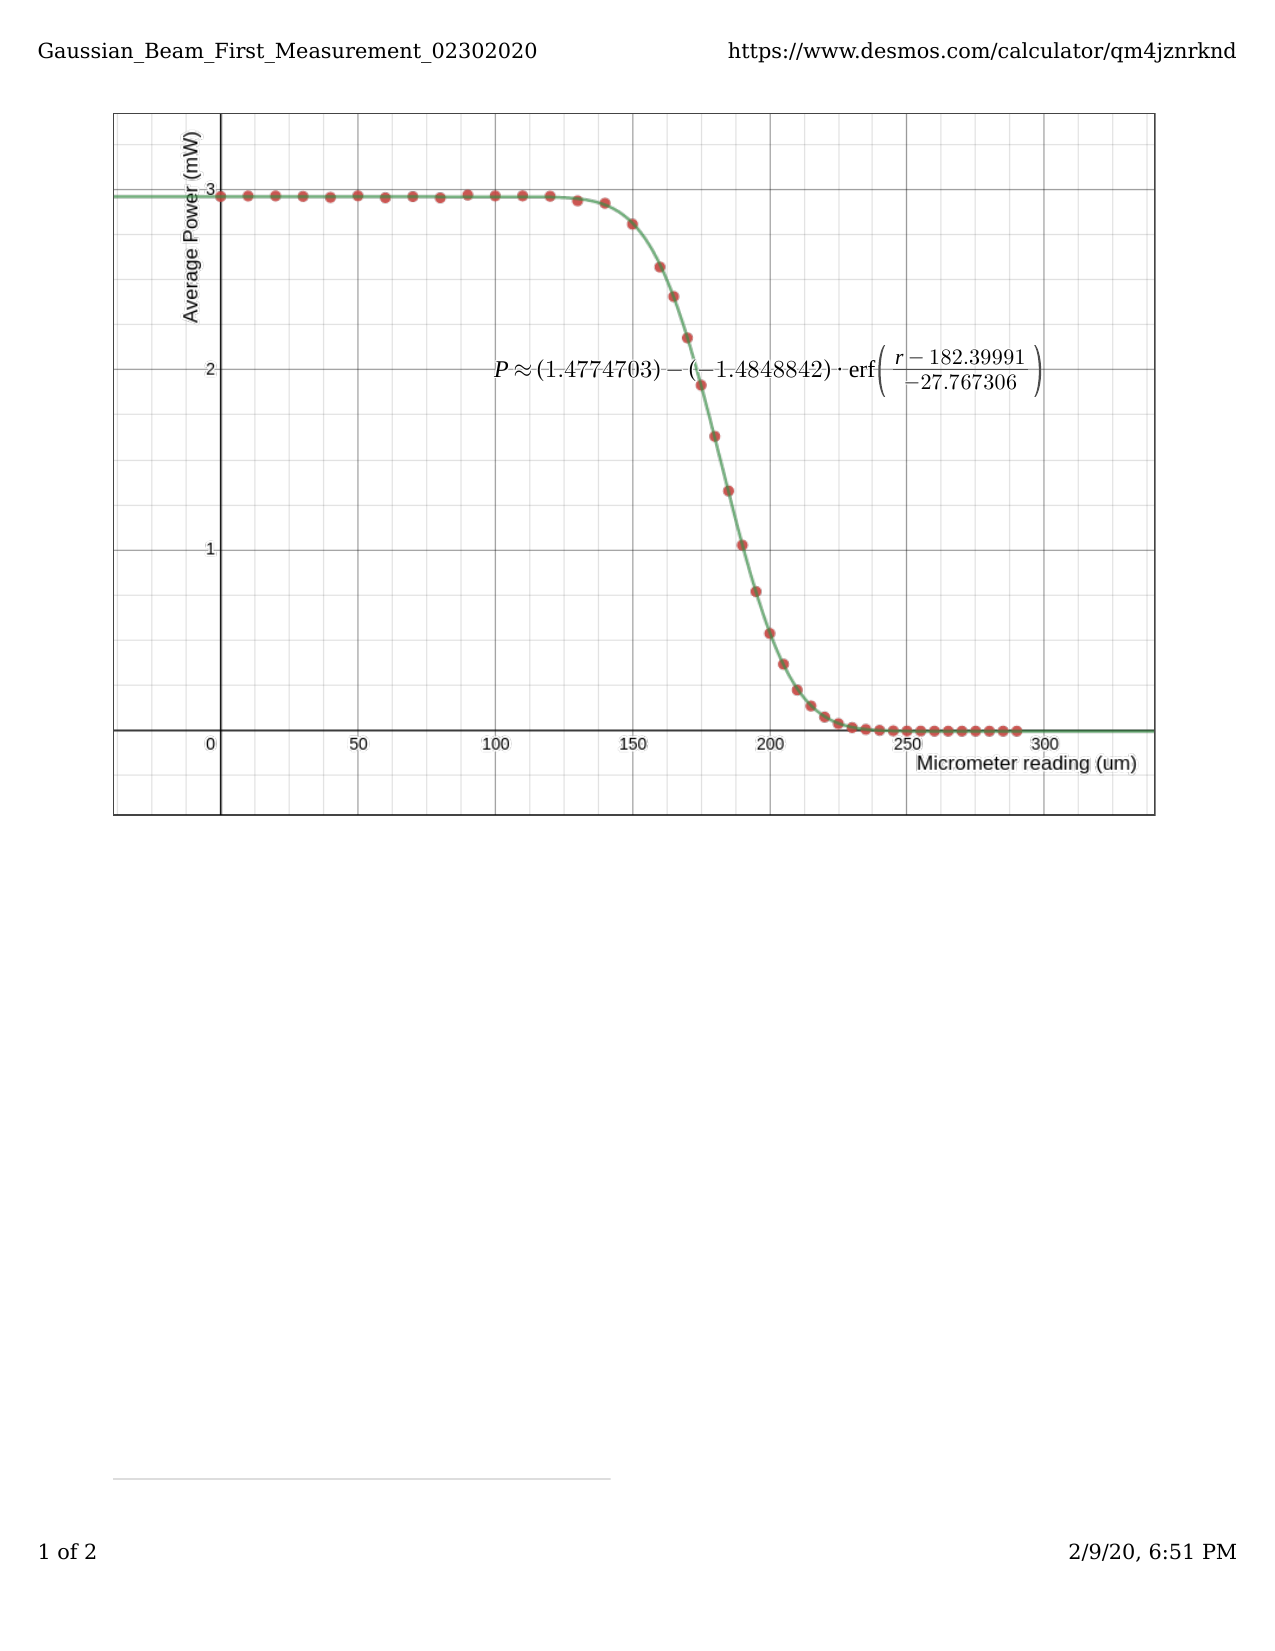 Gaussian_Beam_First_Measurement_02302020
https://www.desmos.com/calculator/qm4jznrknd
Average Power (mW)
3
2
1
P ≈ (1.4774703) − (−1.4848842) · erf( (r − 182.39991) / (−27.767306) )
0 50 100 150 200 250 300
Micrometer reading (um)
1 of 2
2/9/20, 6:51 PM